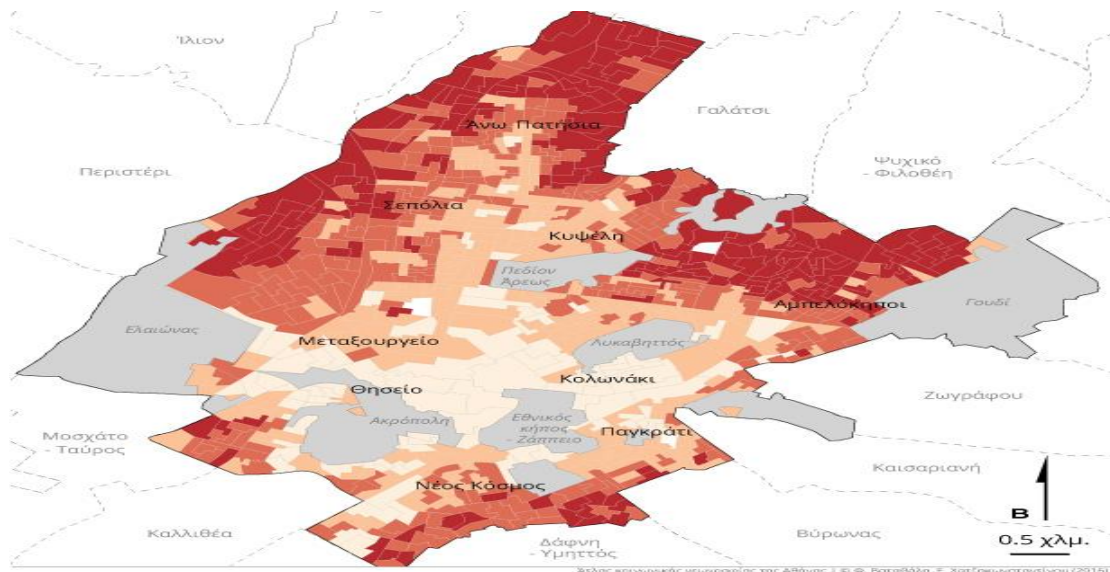 Ίλιον
Γαλάτσι
Άνω Πατήσια
Περιστέρι
Ψυχικό
- Φιλοθέη
Σεπόλια
Κυψέλη
Πεδίον
Άρεως
Αμπελόκηποι
Γουδί
Ελαιώνας
Μεταξουργείο
Λυκαβηττός
Θησείο
Κολωνάκι
Ζωγράφου
Ακρόπολη
Εθνικός
κήπος
- Ζάππειο
Παγκράτι
Μοσχάτο
- Ταύρος
Καισαριανή
Νέος Κόσμος
Β
Καλλιθέα
Δάφνη
- Υμηττός
Βύρωνας
0.5 χλμ.